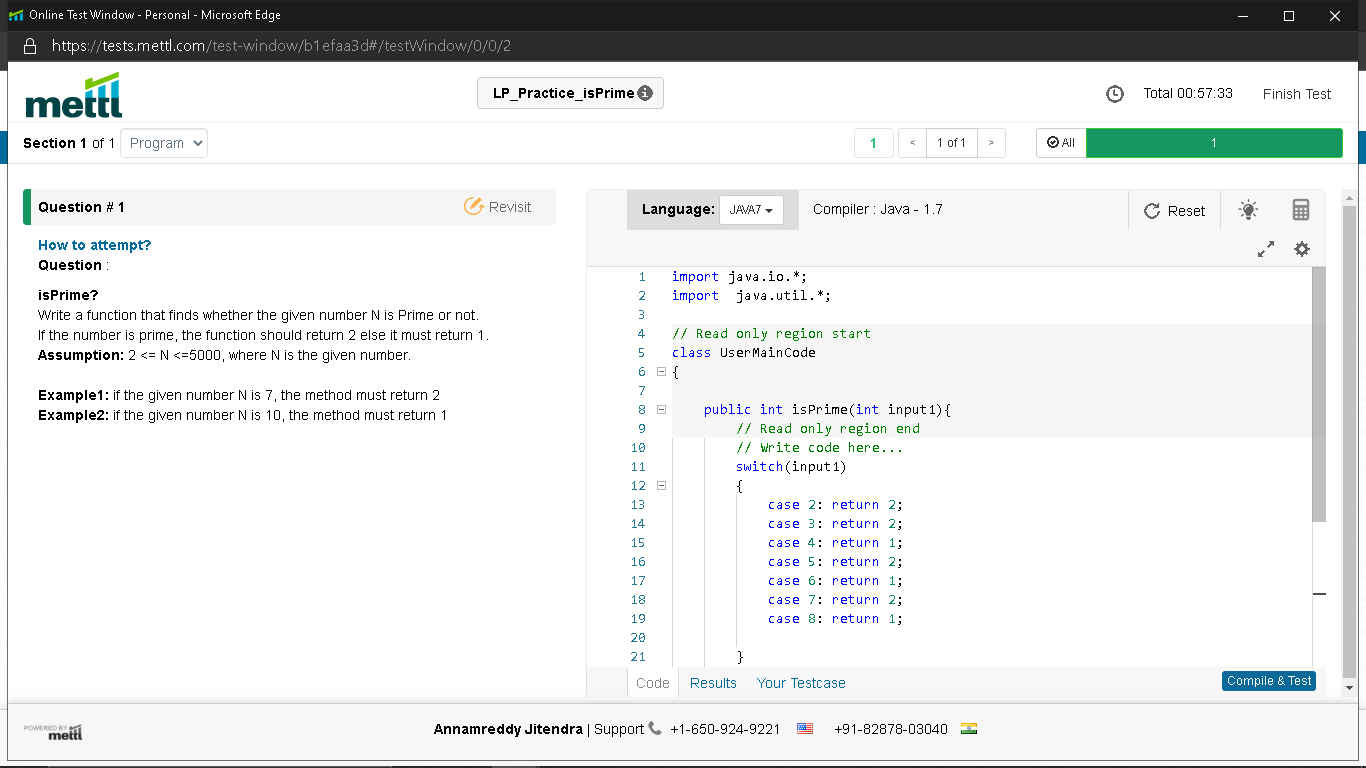 Online Test Window - Personal - Microsoft Edge
https://tests.mettl.com/test-window/b1efaa3d#/testWindow/0/0/2
mettl
LP_Practice_isPrime
Total 00:57:33
Finish Test
Section 1 of 1 Program
1
< 1 of 1 >
All
1
Question # 1
Revisit
How to attempt?
Question :
isPrime?
Write a function that finds whether the given number N is Prime or not.
If the number is prime, the function should return 2 else it must return 1.
Assumption: 2 <= N <=5000, where N is the given number.
Example1: if the given number N is 7, the method must return 2
Example2: if the given number N is 10, the method must return 1
Language: JAVA7
Compiler : Java - 1.7
Reset
1 import java.io.*;
2 import  java.util.*;
3
4 // Read only region start
5 class UserMainCode
6 {
7
8     public int isPrime(int input1){
9         // Read only region end
10         // Write code here...
11         switch(input1)
12         {
13             case 2: return 2;
14             case 3: return 2;
15             case 4: return 1;
16             case 5: return 2;
17             case 6: return 1;
18             case 7: return 2;
19             case 8: return 1;
20
21         }
Code Results Your Testcase
Compile & Test
POWERED BY
mettl
Annamreddy Jitendra | Support +1-650-924-9221 +91-82878-03040